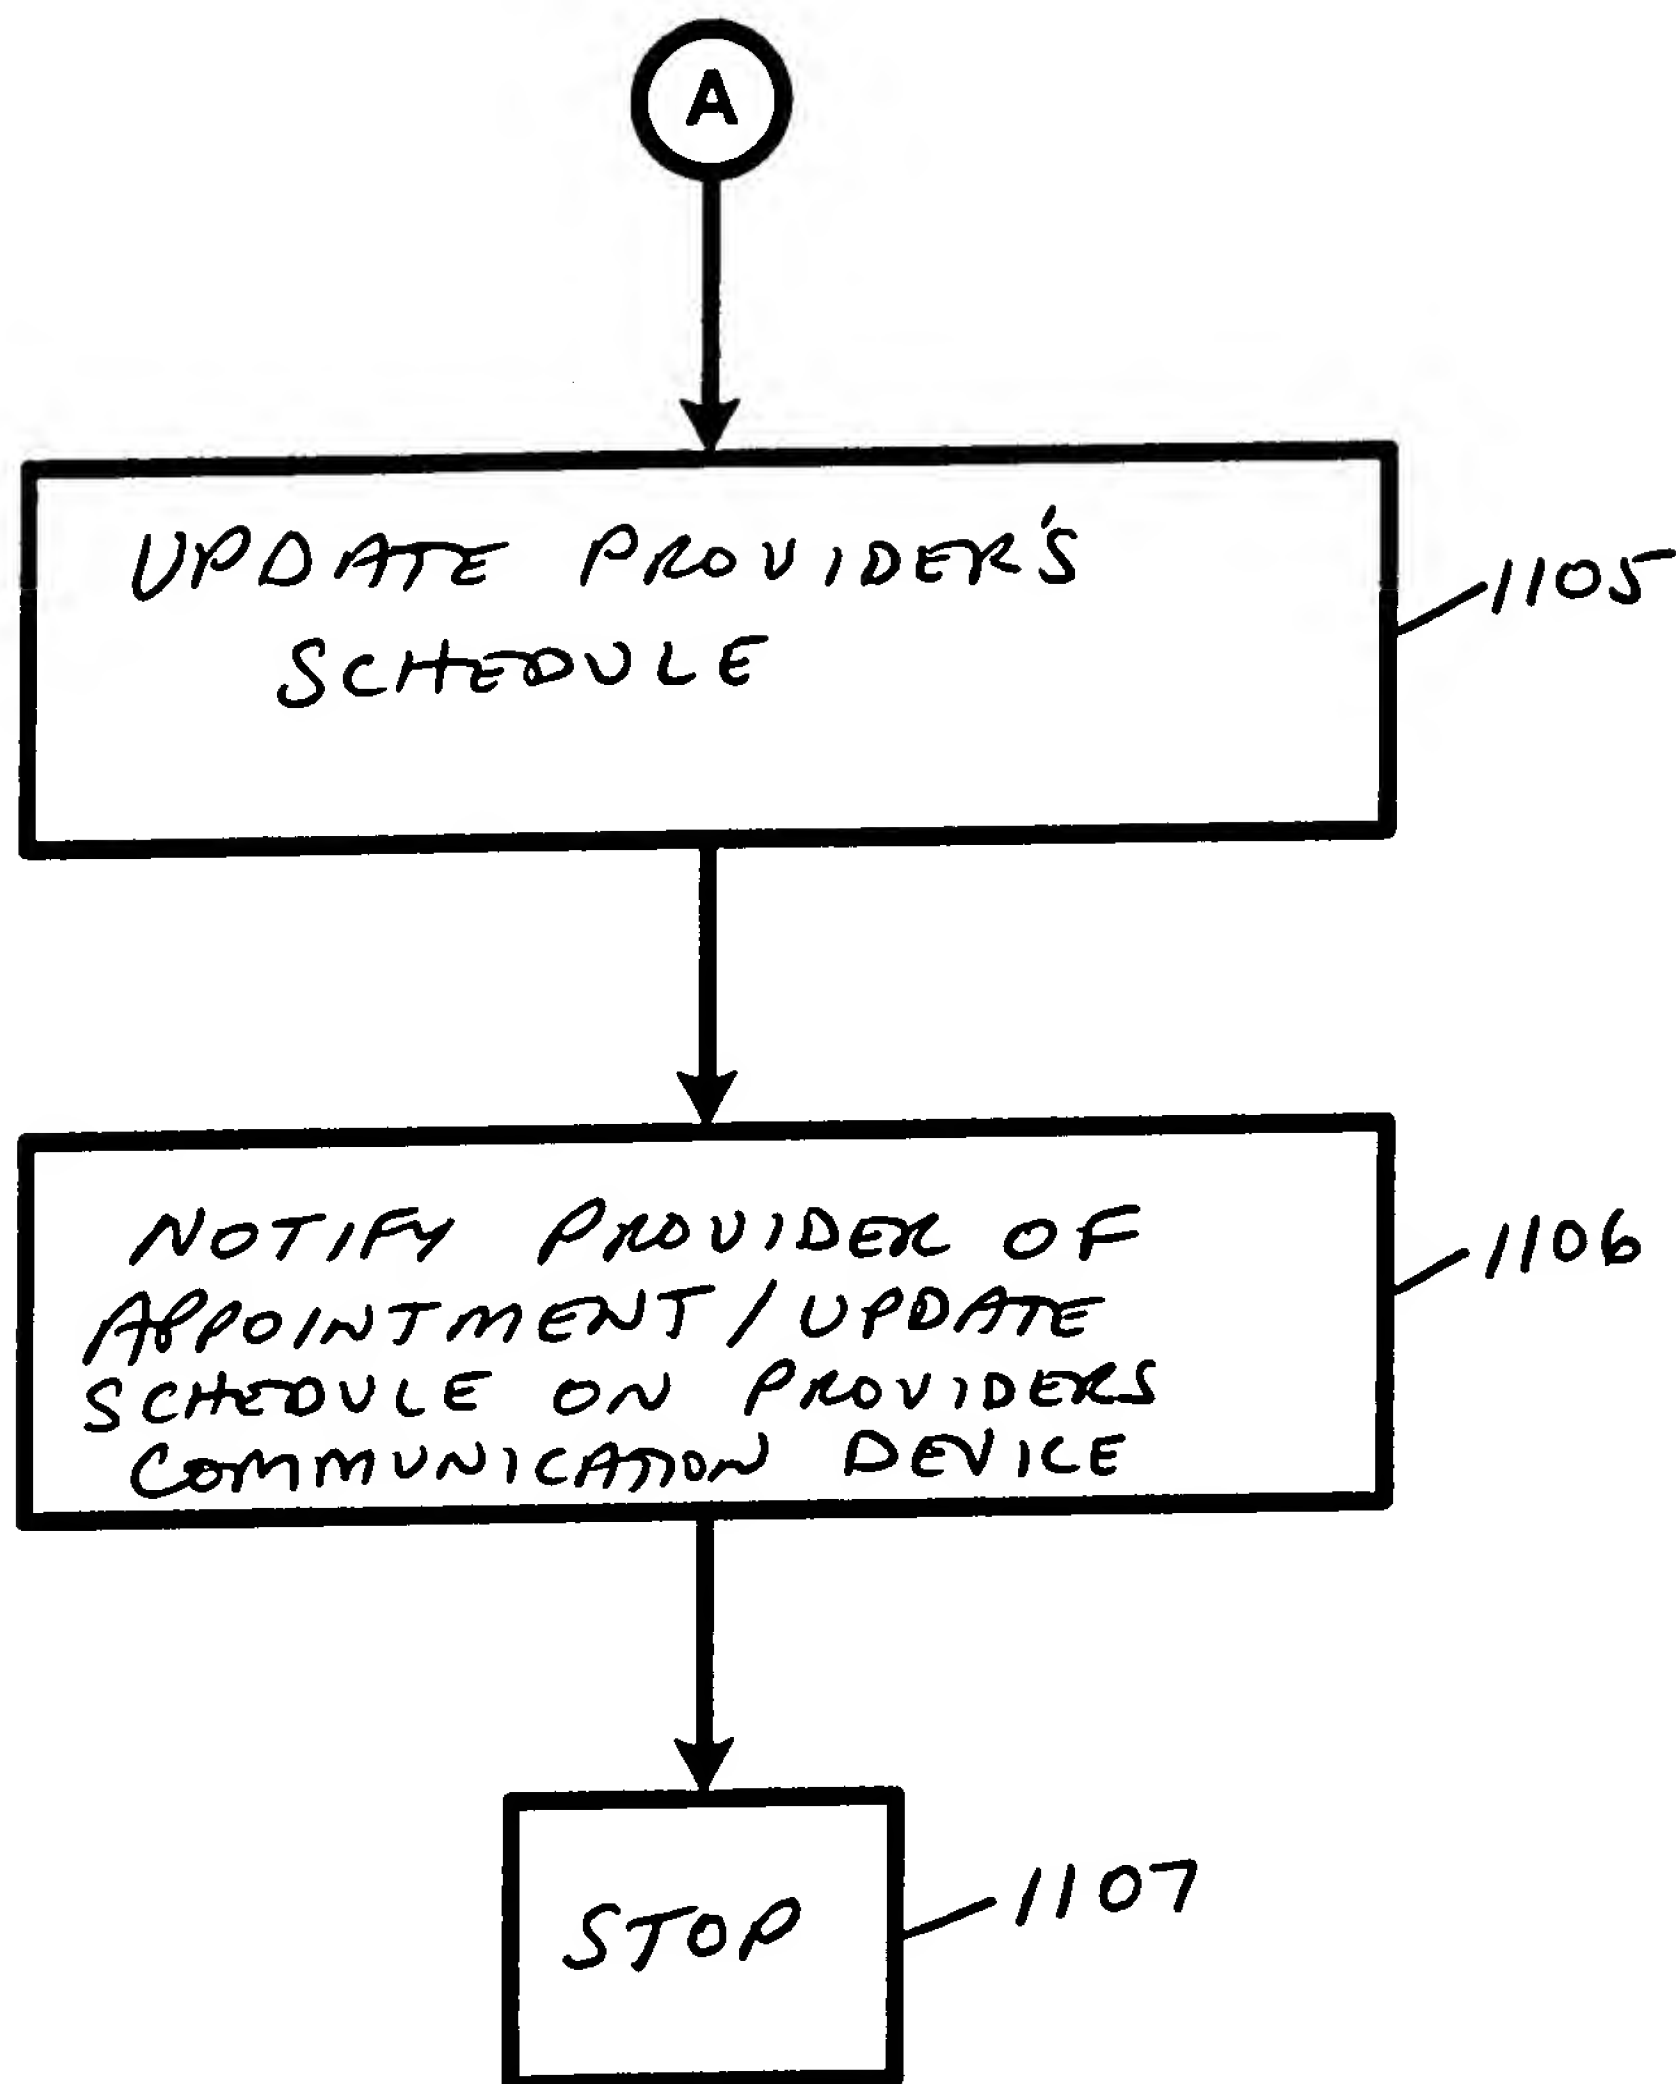 A
UPDATE PROVIDER'S
SCHEDULE
1105
NOTIFY PROVIDER OF
APPOINTMENT / UPDATE
SCHEDULE ON PROVIDERS
COMMUNICATION DEVICE
1106
STOP
1107